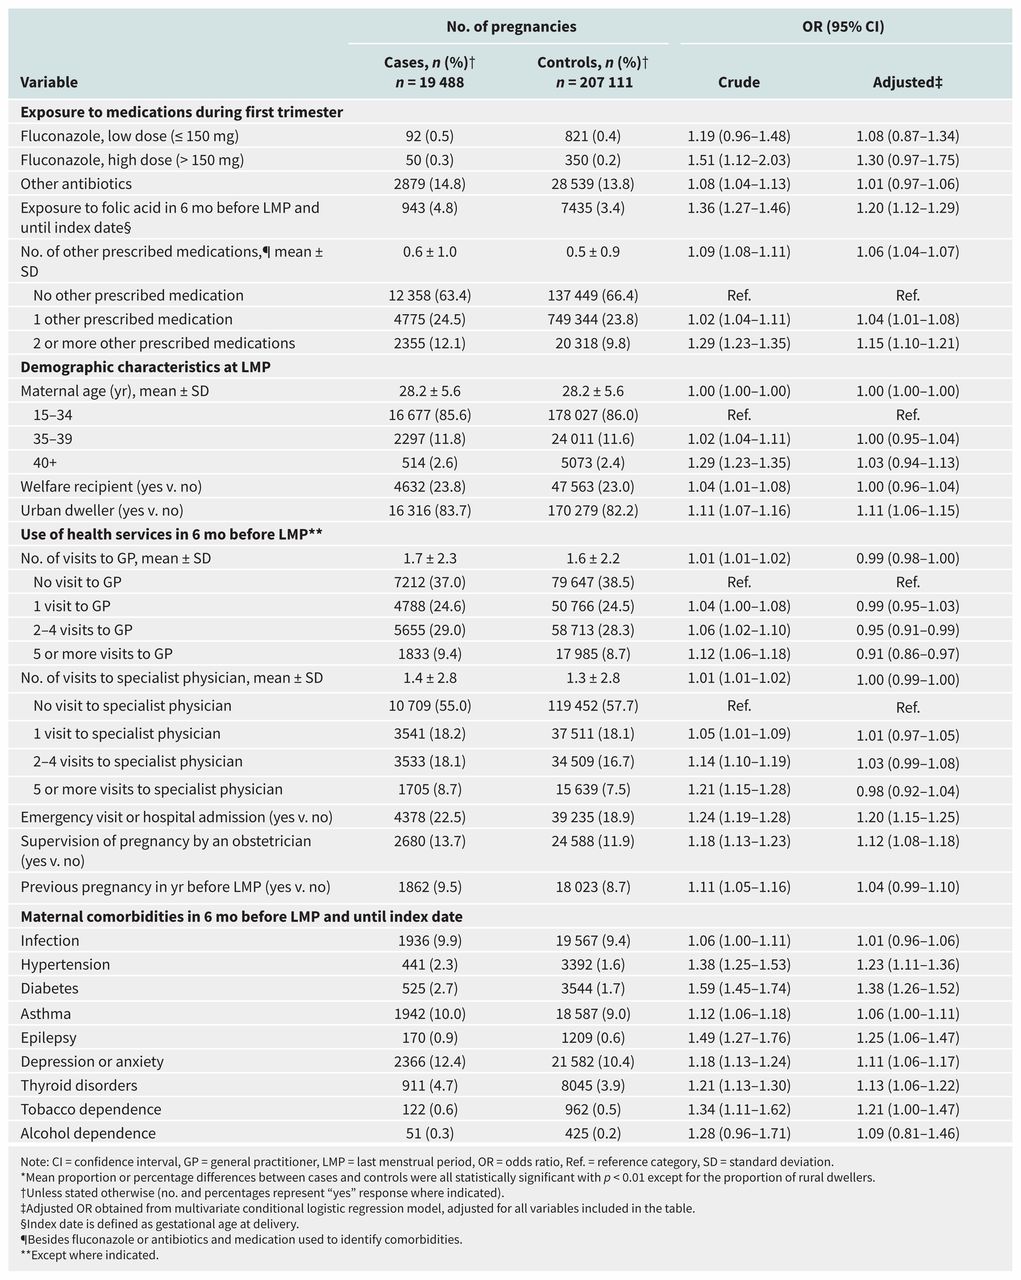 No. of pregnancies OR (95% CI)
Variable Cases, n (%)† n = 19 488 Controls, n (%)† n = 207 111 Crude Adjusted‡
Exposure to medications during first trimester
Fluconazole, low dose (≤ 150 mg) 92 (0.5) 821 (0.4) 1.19 (0.96–1.48) 1.08 (0.87–1.34)
Fluconazole, high dose (> 150 mg) 50 (0.3) 350 (0.2) 1.51 (1.12–2.03) 1.30 (0.97–1.75)
Other antibiotics 2879 (14.8) 28 539 (13.8) 1.08 (1.04–1.13) 1.01 (0.97–1.06)
Exposure to folic acid in 6 mo before LMP and 943 (4.8) 7435 (3.4) 1.36 (1.27–1.46) 1.20 (1.12–1.29)
until index date§
No. of other prescribed medications,¶ mean ± 0.6 ± 1.0 0.5 ± 0.9 1.09 (1.08–1.11) 1.06 (1.04–1.07)
SD
No other prescribed medication 12 358 (63.4) 137 449 (66.4) Ref. Ref.
1 other prescribed medication 4775 (24.5) 749 344 (23.8) 1.02 (1.04–1.11) 1.04 (1.01–1.08)
2 or more other prescribed medications 2355 (12.1) 20 318 (9.8) 1.29 (1.23–1.35) 1.15 (1.10–1.21)
Demographic characteristics at LMP
Maternal age (yr), mean ± SD 28.2 ± 5.6 28.2 ± 5.6 1.00 (1.00–1.00) 1.00 (1.00–1.00)
15–34 16 677 (85.6) 178 027 (86.0) Ref. Ref.
35–39 2297 (11.8) 24 011 (11.6) 1.02 (1.04–1.11) 1.00 (0.95–1.04)
40+ 514 (2.6) 5073 (2.4) 1.29 (1.23–1.35) 1.03 (0.94–1.13)
Welfare recipient (yes v. no) 4632 (23.8) 47 563 (23.0) 1.04 (1.01–1.08) 1.00 (0.96–1.04)
Urban dweller (yes v. no) 16 316 (83.7) 170 279 (82.2) 1.11 (1.07–1.16) 1.11 (1.06–1.15)
Use of health services in 6 mo before LMP**
No. of visits to GP, mean ± SD 1.7 ± 2.3 1.6 ± 2.2 1.01 (1.01–1.02) 0.99 (0.98–1.00)
No visit to GP 7212 (37.0) 79 647 (38.5) Ref. Ref.
1 visit to GP 4788 (24.6) 50 766 (24.5) 1.04 (1.00–1.08) 0.99 (0.95–1.03)
2–4 visits to GP 5655 (29.0) 58 713 (28.3) 1.06 (1.02–1.10) 0.95 (0.91–0.99)
5 or more visits to GP 1833 (9.4) 17 985 (8.7) 1.12 (1.06–1.18) 0.91 (0.86–0.97)
No. of visits to specialist physician, mean ± SD 1.4 ± 2.8 1.3 ± 2.8 1.01 (1.01–1.02) 1.00 (0.99–1.00)
No visit to specialist physician 10 709 (55.0) 119 452 (57.7) Ref. Ref.
1 visit to specialist physician 3541 (18.2) 37 511 (18.1) 1.05 (1.01–1.09) 1.01 (0.97–1.05)
2–4 visits to specialist physician 3533 (18.1) 34 509 (16.7) 1.14 (1.10–1.19) 1.03 (0.99–1.08)
5 or more visits to specialist physician 1705 (8.7) 15 639 (7.5) 1.21 (1.15–1.28) 0.98 (0.92–1.04)
Emergency visit or hospital admission (yes v. no) 4378 (22.5) 39 235 (18.9) 1.24 (1.19–1.28) 1.20 (1.15–1.25)
Supervision of pregnancy by an obstetrician 2680 (13.7) 24 588 (11.9) 1.18 (1.13–1.23) 1.12 (1.08–1.18)
(yes v. no)
Previous pregnancy in yr before LMP (yes v. no) 1862 (9.5) 18 023 (8.7) 1.11 (1.05–1.16) 1.04 (0.99–1.10)
Maternal comorbidities in 6 mo before LMP and until index date
Infection 1936 (9.9) 19 567 (9.4) 1.06 (1.00–1.11) 1.01 (0.96–1.06)
Hypertension 441 (2.3) 3392 (1.6) 1.38 (1.25–1.53) 1.23 (1.11–1.36)
Diabetes 525 (2.7) 3544 (1.7) 1.59 (1.45–1.74) 1.38 (1.26–1.52)
Asthma 1942 (10.0) 18 587 (9.0) 1.12 (1.06–1.18) 1.06 (1.00–1.11)
Epilepsy 170 (0.9) 1209 (0.6) 1.49 (1.27–1.76) 1.25 (1.06–1.47)
Depression or anxiety 2366 (12.4) 21 582 (10.4) 1.18 (1.13–1.24) 1.11 (1.06–1.17)
Thyroid disorders 911 (4.7) 8045 (3.9) 1.21 (1.13–1.30) 1.13 (1.06–1.22)
Tobacco dependence 122 (0.6) 962 (0.5) 1.34 (1.11–1.62) 1.21 (1.00–1.47)
Alcohol dependence 51 (0.3) 425 (0.2) 1.28 (0.96–1.71) 1.09 (0.81–1.46)
Note: CI = confidence interval, GP = general practitioner, LMP = last menstrual period, OR = odds ratio, Ref. = reference category, SD = standard deviation.
*Mean proportion or percentage differences between cases and controls were all statistically significant with p < 0.01 except for the proportion of rural dwellers.
†Unless stated otherwise (no. and percentages represent “yes” response where indicated).
‡Adjusted OR obtained from multivariate conditional logistic regression model, adjusted for all variables included in the table.
§Index date is defined as gestational age at delivery.
¶Besides fluconazole or antibiotics and medication used to identify comorbidities.
**Except where indicated.